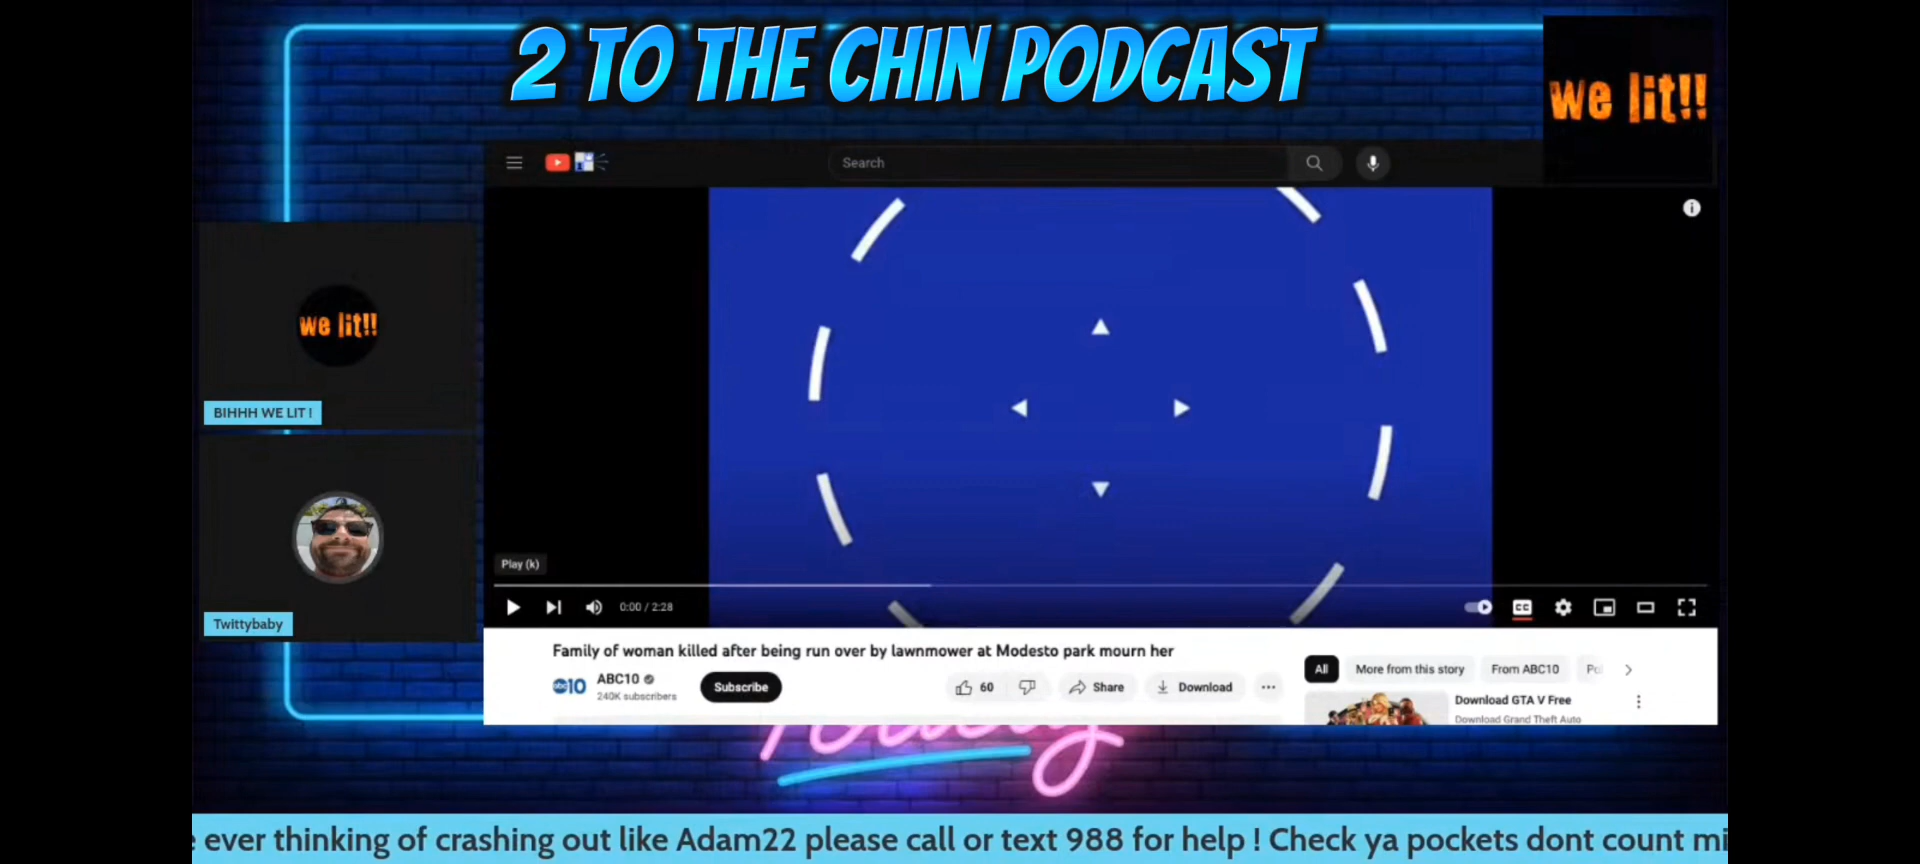 2 TO THE CHIN PODCAST
we lit!!
Search
we lit!!
BIHHH WE LIT !
Twittybaby
Play (k)
0:00 / 2:28
CC
Family of woman killed after being run over by lawnmower at Modesto park mourn her
abc10
ABC10
240K subscribers
Subscribe
60
Share
Download
All
More from this story
From ABC10
Download GTA V Free
Download Grand Theft Auto
ever thinking of crashing out like Adam22 please call or text 988 for help ! Check ya pockets dont count mi